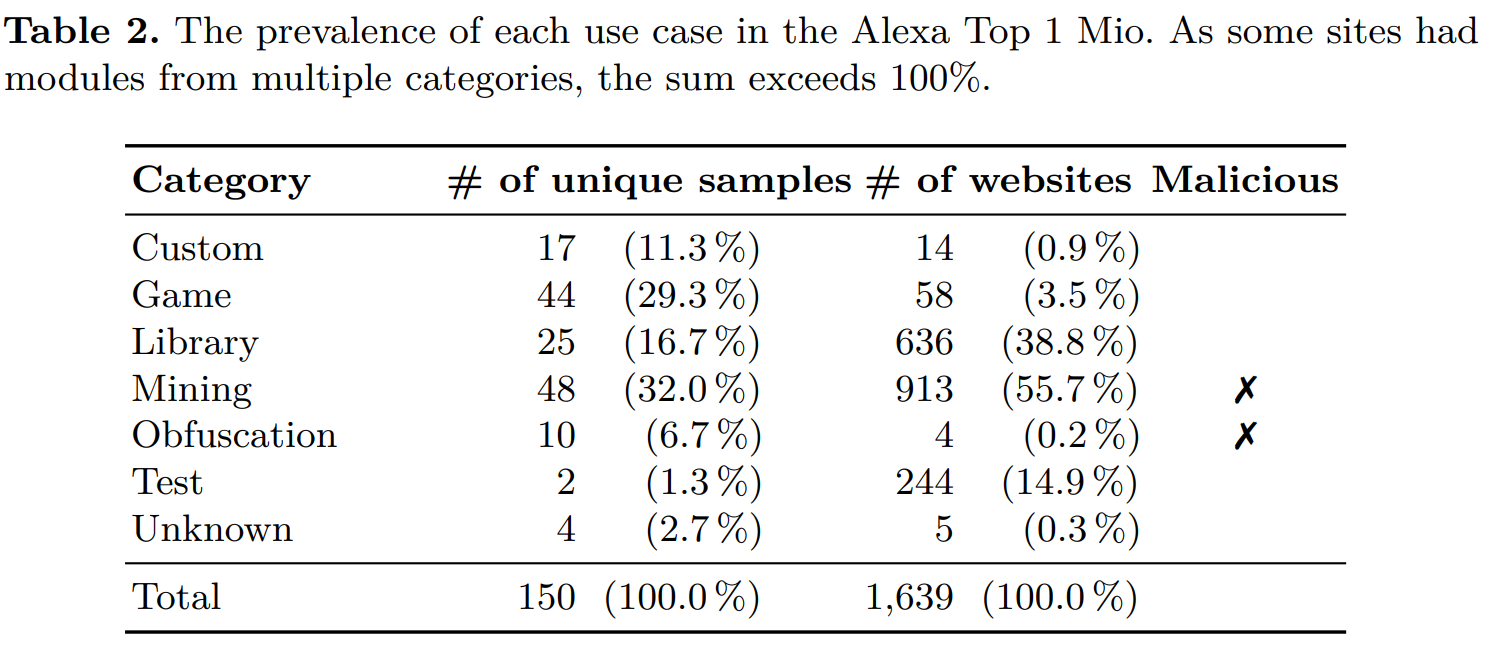 Table 2. The prevalence of each use case in the Alexa Top 1 Mio. As some sites had
modules from multiple categories, the sum exceeds 100%.
Category # of unique samples # of websites Malicious
Custom 17 (11.3 %) 14 (0.9 %)
Game 44 (29.3 %) 58 (3.5 %)
Library 25 (16.7 %) 636 (38.8 %)
Mining 48 (32.0 %) 913 (55.7 %) ✗
Obfuscation 10 (6.7 %) 4 (0.2 %) ✗
Test 2 (1.3 %) 244 (14.9 %)
Unknown 4 (2.7 %) 5 (0.3 %)
Total 150 (100.0 %) 1,639 (100.0 %)